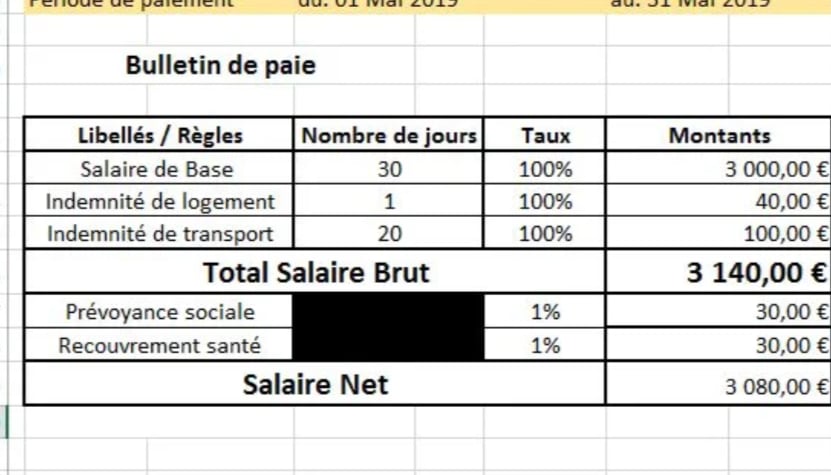 Période de paiement du: 01 Mai 2019 au: 31 Mai 2019
Bulletin de paie
Libellés / Règles Nombre de jours Taux Montants
Salaire de Base 30 100% 3 000,00 €
Indemnité de logement 1 100% 40,00 €
Indemnité de transport 20 100% 100,00 €
Total Salaire Brut 3 140,00 €
Prévoyance sociale 1% 30,00 €
Recouvrement santé 1% 30,00 €
Salaire Net 3 080,00 €